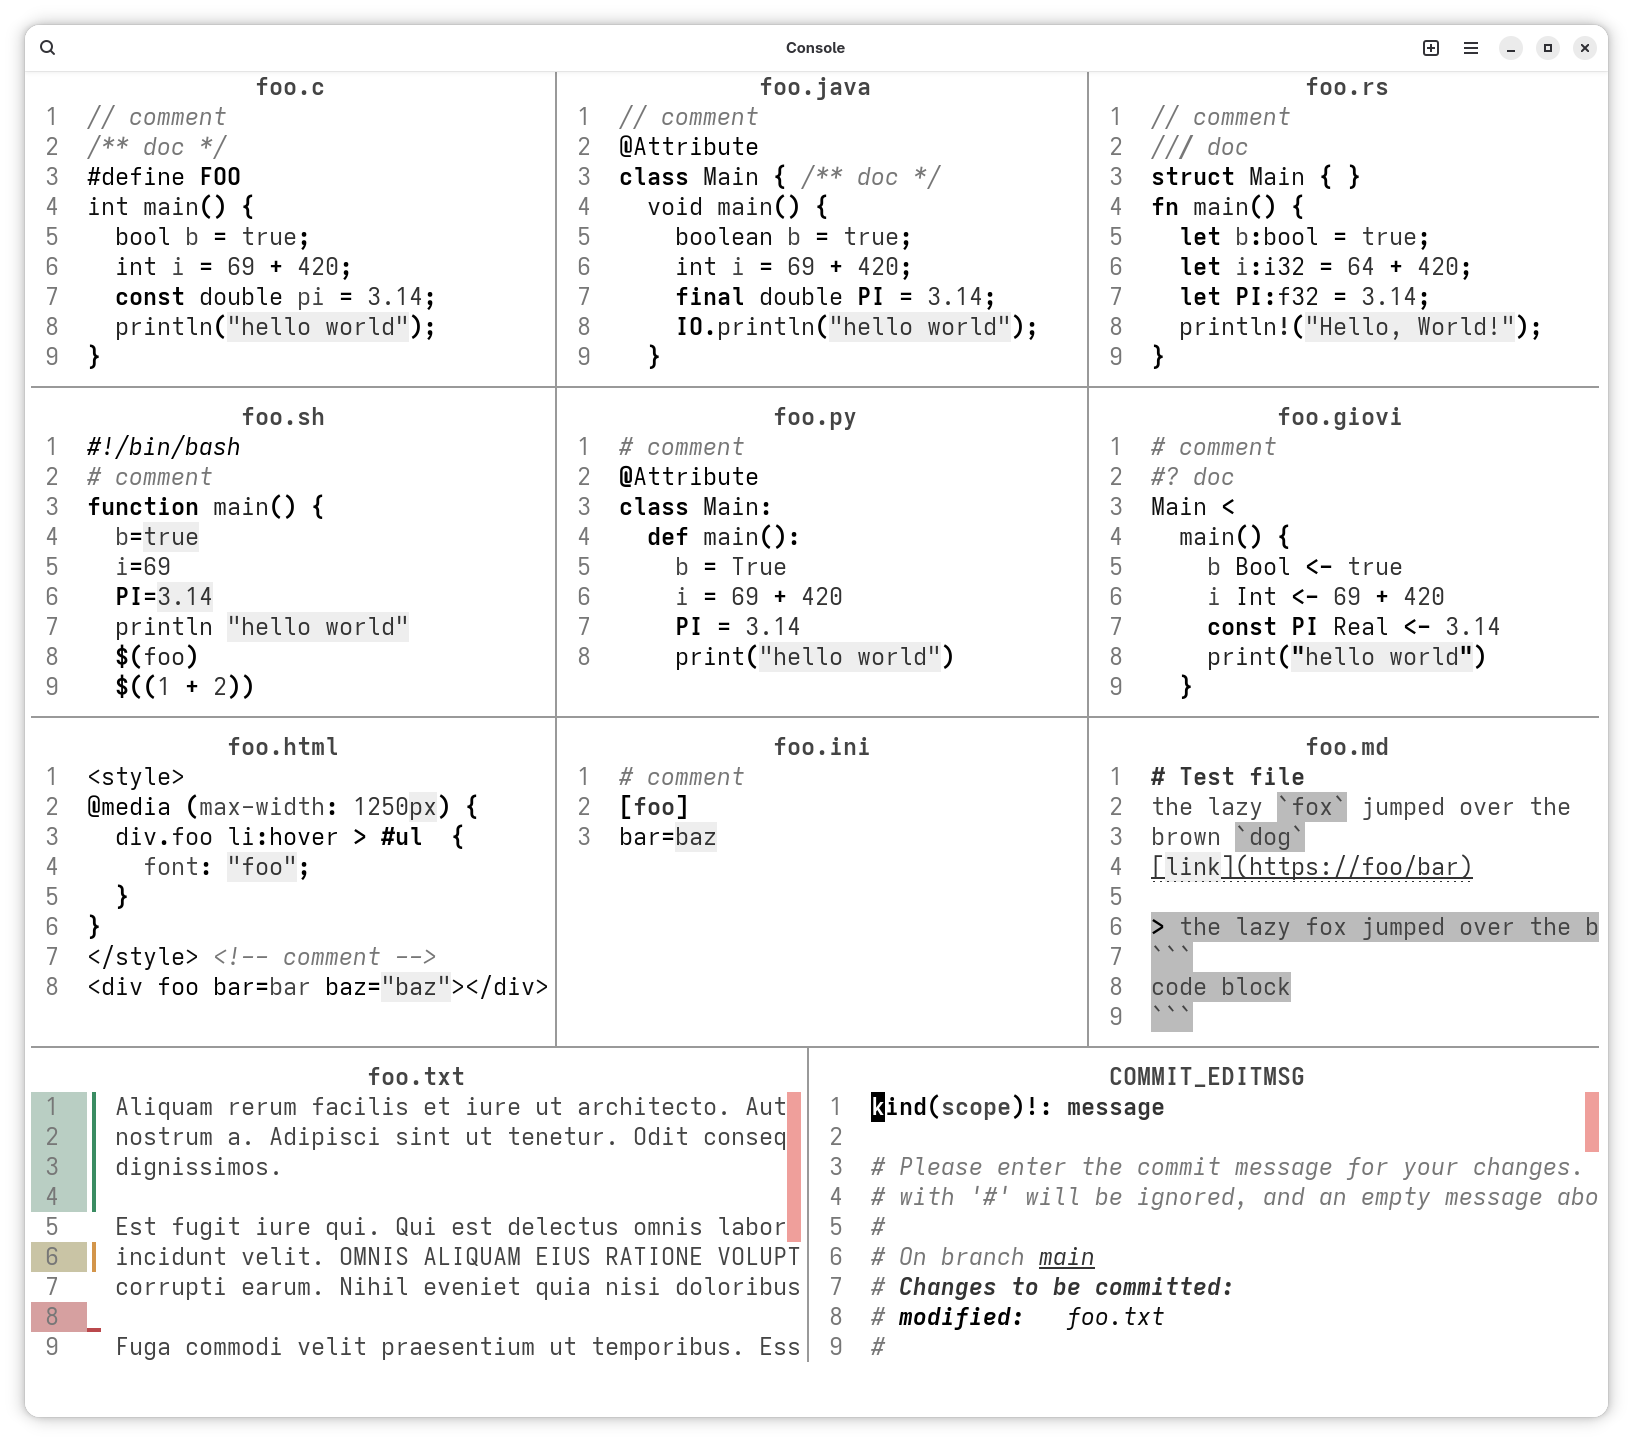 Console
foo.c
1 // comment
2 /** doc */
3 #define FOO
4 int main() {
5   bool b = true;
6   int i = 69 + 420;
7   const double pi = 3.14;
8   println("hello world");
9 }
foo.java
1 // comment
2 @Attribute
3 class Main { /** doc */
4   void main() {
5     boolean b = true;
6     int i = 69 + 420;
7     final double PI = 3.14;
8     IO.println("hello world");
9   }
foo.rs
1 // comment
2 /// doc
3 struct Main { }
4 fn main() {
5   let b:bool = true;
6   let i:i32 = 64 + 420;
7   let PI:f32 = 3.14;
8   println!("Hello, World!");
9 }
foo.sh
1 #!/bin/bash
2 # comment
3 function main() {
4   b=true
5   i=69
6   PI=3.14
7   println "hello world"
8   $(foo)
9   $((1 + 2))
foo.py
1 # comment
2 @Attribute
3 class Main:
4   def main():
5     b = True
6     i = 69 + 420
7     PI = 3.14
8     print("hello world")
foo.giovi
1 # comment
2 #? doc
3 Main <
4   main() {
5     b Bool <- true
6     i Int <- 69 + 420
7     const PI Real <- 3.14
8     print("hello world")
9   }
foo.html
1 <style>
2 @media (max-width: 1250px) {
3   div.foo li:hover > #ul  {
4     font: "foo";
5   }
6 }
7 </style> <!-- comment -->
8 <div foo bar=bar baz="baz"></div>
foo.ini
1 # comment
2 [foo]
3 bar=baz
foo.md
1 # Test file
2 the lazy `fox` jumped over the
3 brown `dog`
4 [link](https://foo/bar)
5
6 > the lazy fox jumped over the b
7 ```
8 code block
9 ```
foo.txt
1 Aliquam rerum facilis et iure ut architecto. Aut
2 nostrum a. Adipisci sint ut tenetur. Odit conseq
3 dignissimos.
4
5 Est fugit iure qui. Qui est delectus omnis labor
6 incidunt velit. OMNIS ALIQUAM EIUS RATIONE VOLUPT
7 corrupti earum. Nihil eveniet quia nisi doloribus
8
9 Fuga commodi velit praesentium ut temporibus. Ess
COMMIT_EDITMSG
1 kind(scope)!: message
2
3 # Please enter the commit message for your changes.
4 # with '#' will be ignored, and an empty message abo
5 #
6 # On branch main
7 # Changes to be committed:
8 # modified:   foo.txt
9 #